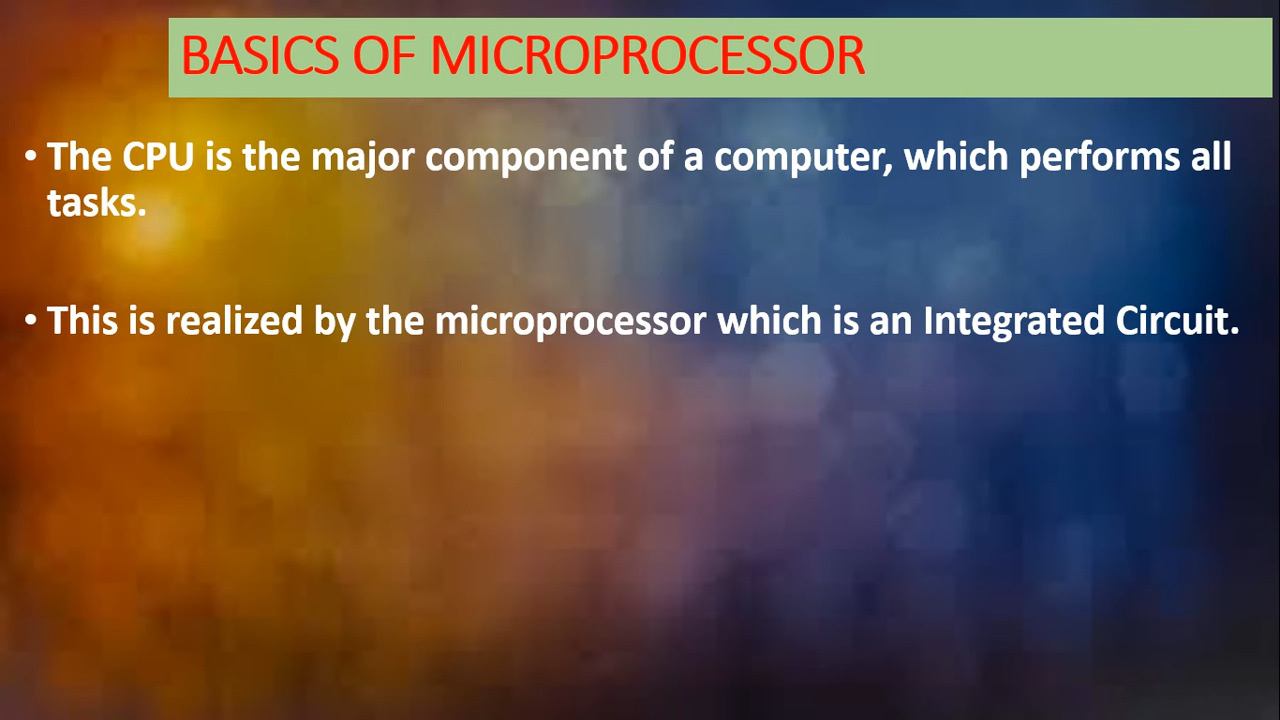 BASICS OF MICROPROCESSOR
• The CPU is the major component of a computer, which performs all
tasks.
• This is realized by the microprocessor which is an Integrated Circuit.